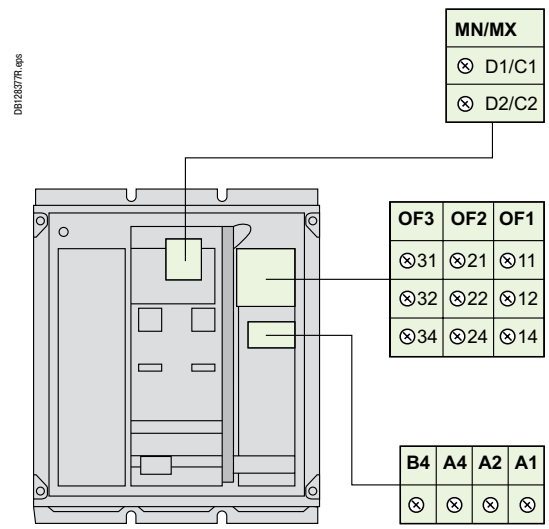 DB128377R.eps
MN/MX
D1/C1
D2/C2
OF3 OF2 OF1
31 21 11
32 22 12
34 24 14
B4 A4 A2 A1